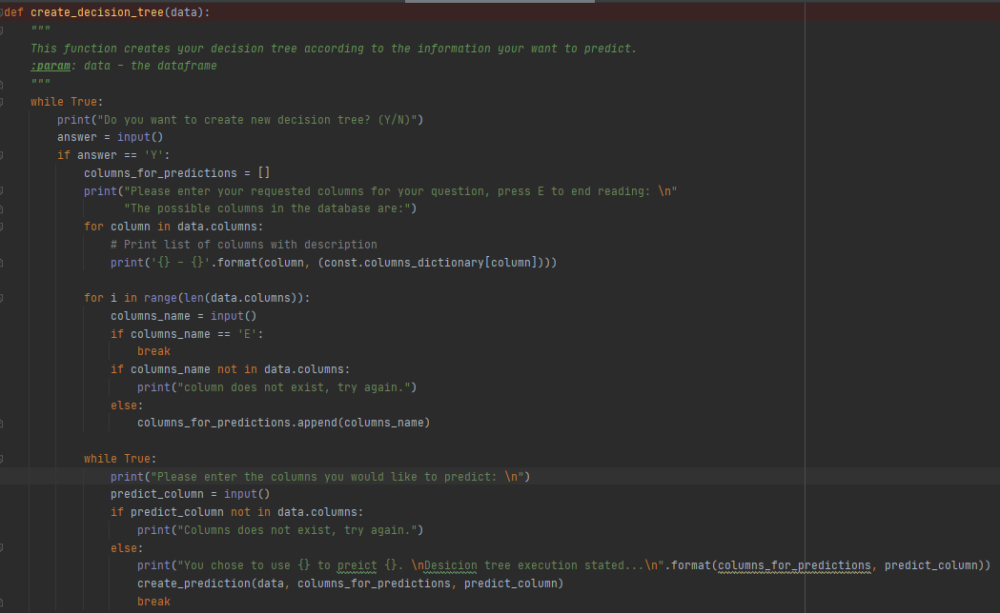 def create_decision_tree(data):
    """
    This function creates your decision tree according to the information your want to predict.
    :param: data - the dataframe
    """
    while True:
        print("Do you want to create new decision tree? (Y/N)")
        answer = input()
        if answer == 'Y':
            columns_for_predictions = []
            print("Please enter your requested columns for your question, press E to end reading: \n"
                  "The possible columns in the database are:")
            for column in data.columns:
                # Print list of columns with description
                print('{} - {}'.format(column, (const.columns_dictionary[column])))

            for i in range(len(data.columns)):
                columns_name = input()
                if columns_name == 'E':
                    break
                if columns_name not in data.columns:
                    print("column does not exist, try again.")
                else:
                    columns_for_predictions.append(columns_name)

            while True:
                print("Please enter the columns you would like to predict: \n")
                predict_column = input()
                if predict_column not in data.columns:
                    print("Columns does not exist, try again.")
                else:
                    print("You chose to use {} to preict {}. \nDesicion tree execution stated...\n".format(columns_for_predictions, predict_column))
                    create_prediction(data, columns_for_predictions, predict_column)
                    break